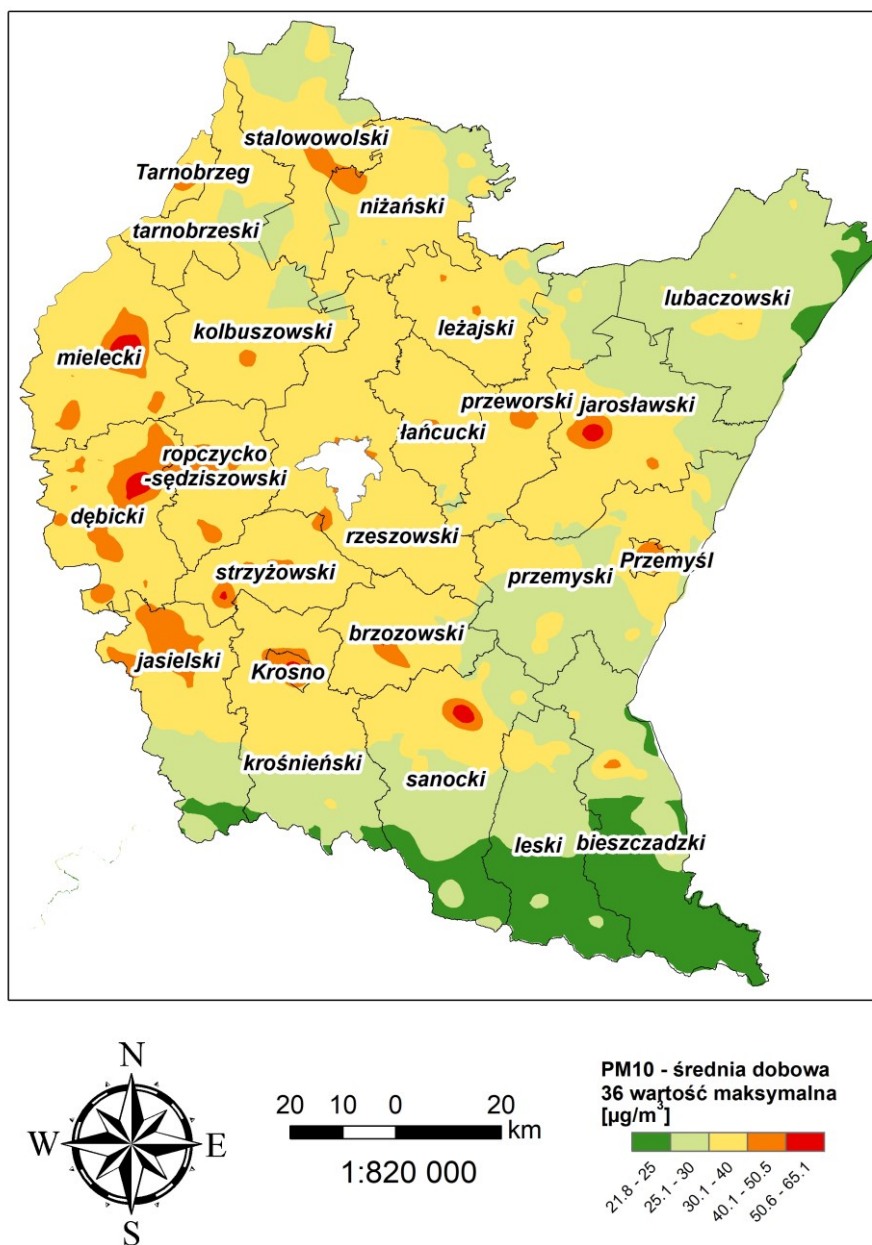 stalowowolski
Tarnobrzeg
niżański
tarnobrzeski
lubaczowski
kolbuszowski
leżajski
mielecki
przeworski
jarosławski
łańcucki
ropczycko
-sędziszowski
dębicki
rzeszowski
Przemyśl
strzyżowski
przemyski
brzozowski
jasielski
Krosno
krośnieński
sanocki
leski
bieszczadzki
N
W
E
S
20 10 0 20
km
1:820 000
PM10 - średnia dobowa
36 wartość maksymalna
[µg/m³]
21.8 - 25
25.1 - 30
30.1 - 40
40.1 - 50.5
50.6 - 65.1